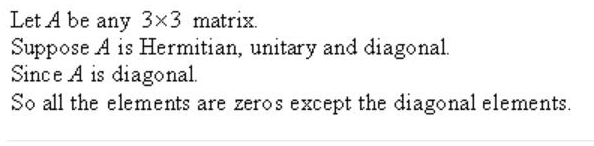 Let A be any 3×3 matrix.
Suppose A is Hermitian, unitary and diagonal.
Since A is diagonal.
So all the elements are zeros except the diagonal elements.